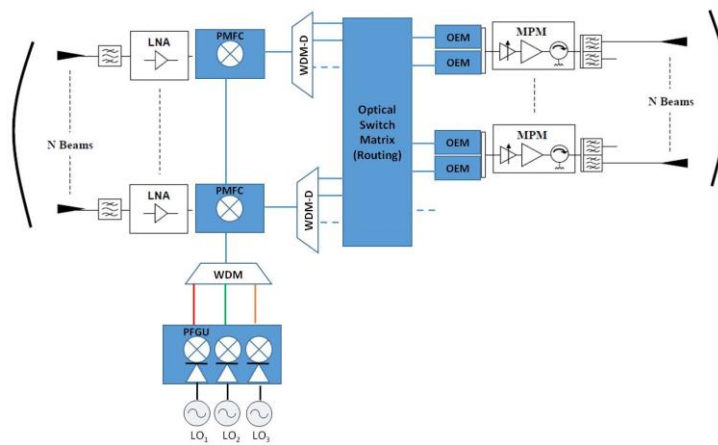 LNA
PMFC
WDM-D
OEM
OEM
MPM
N Beams
Optical
Switch
Matrix
(Routing)
N Beams
LNA
PMFC
WDM-D
OEM
OEM
MPM
WDM
PFGU
LO₁
LO₂
LO₃